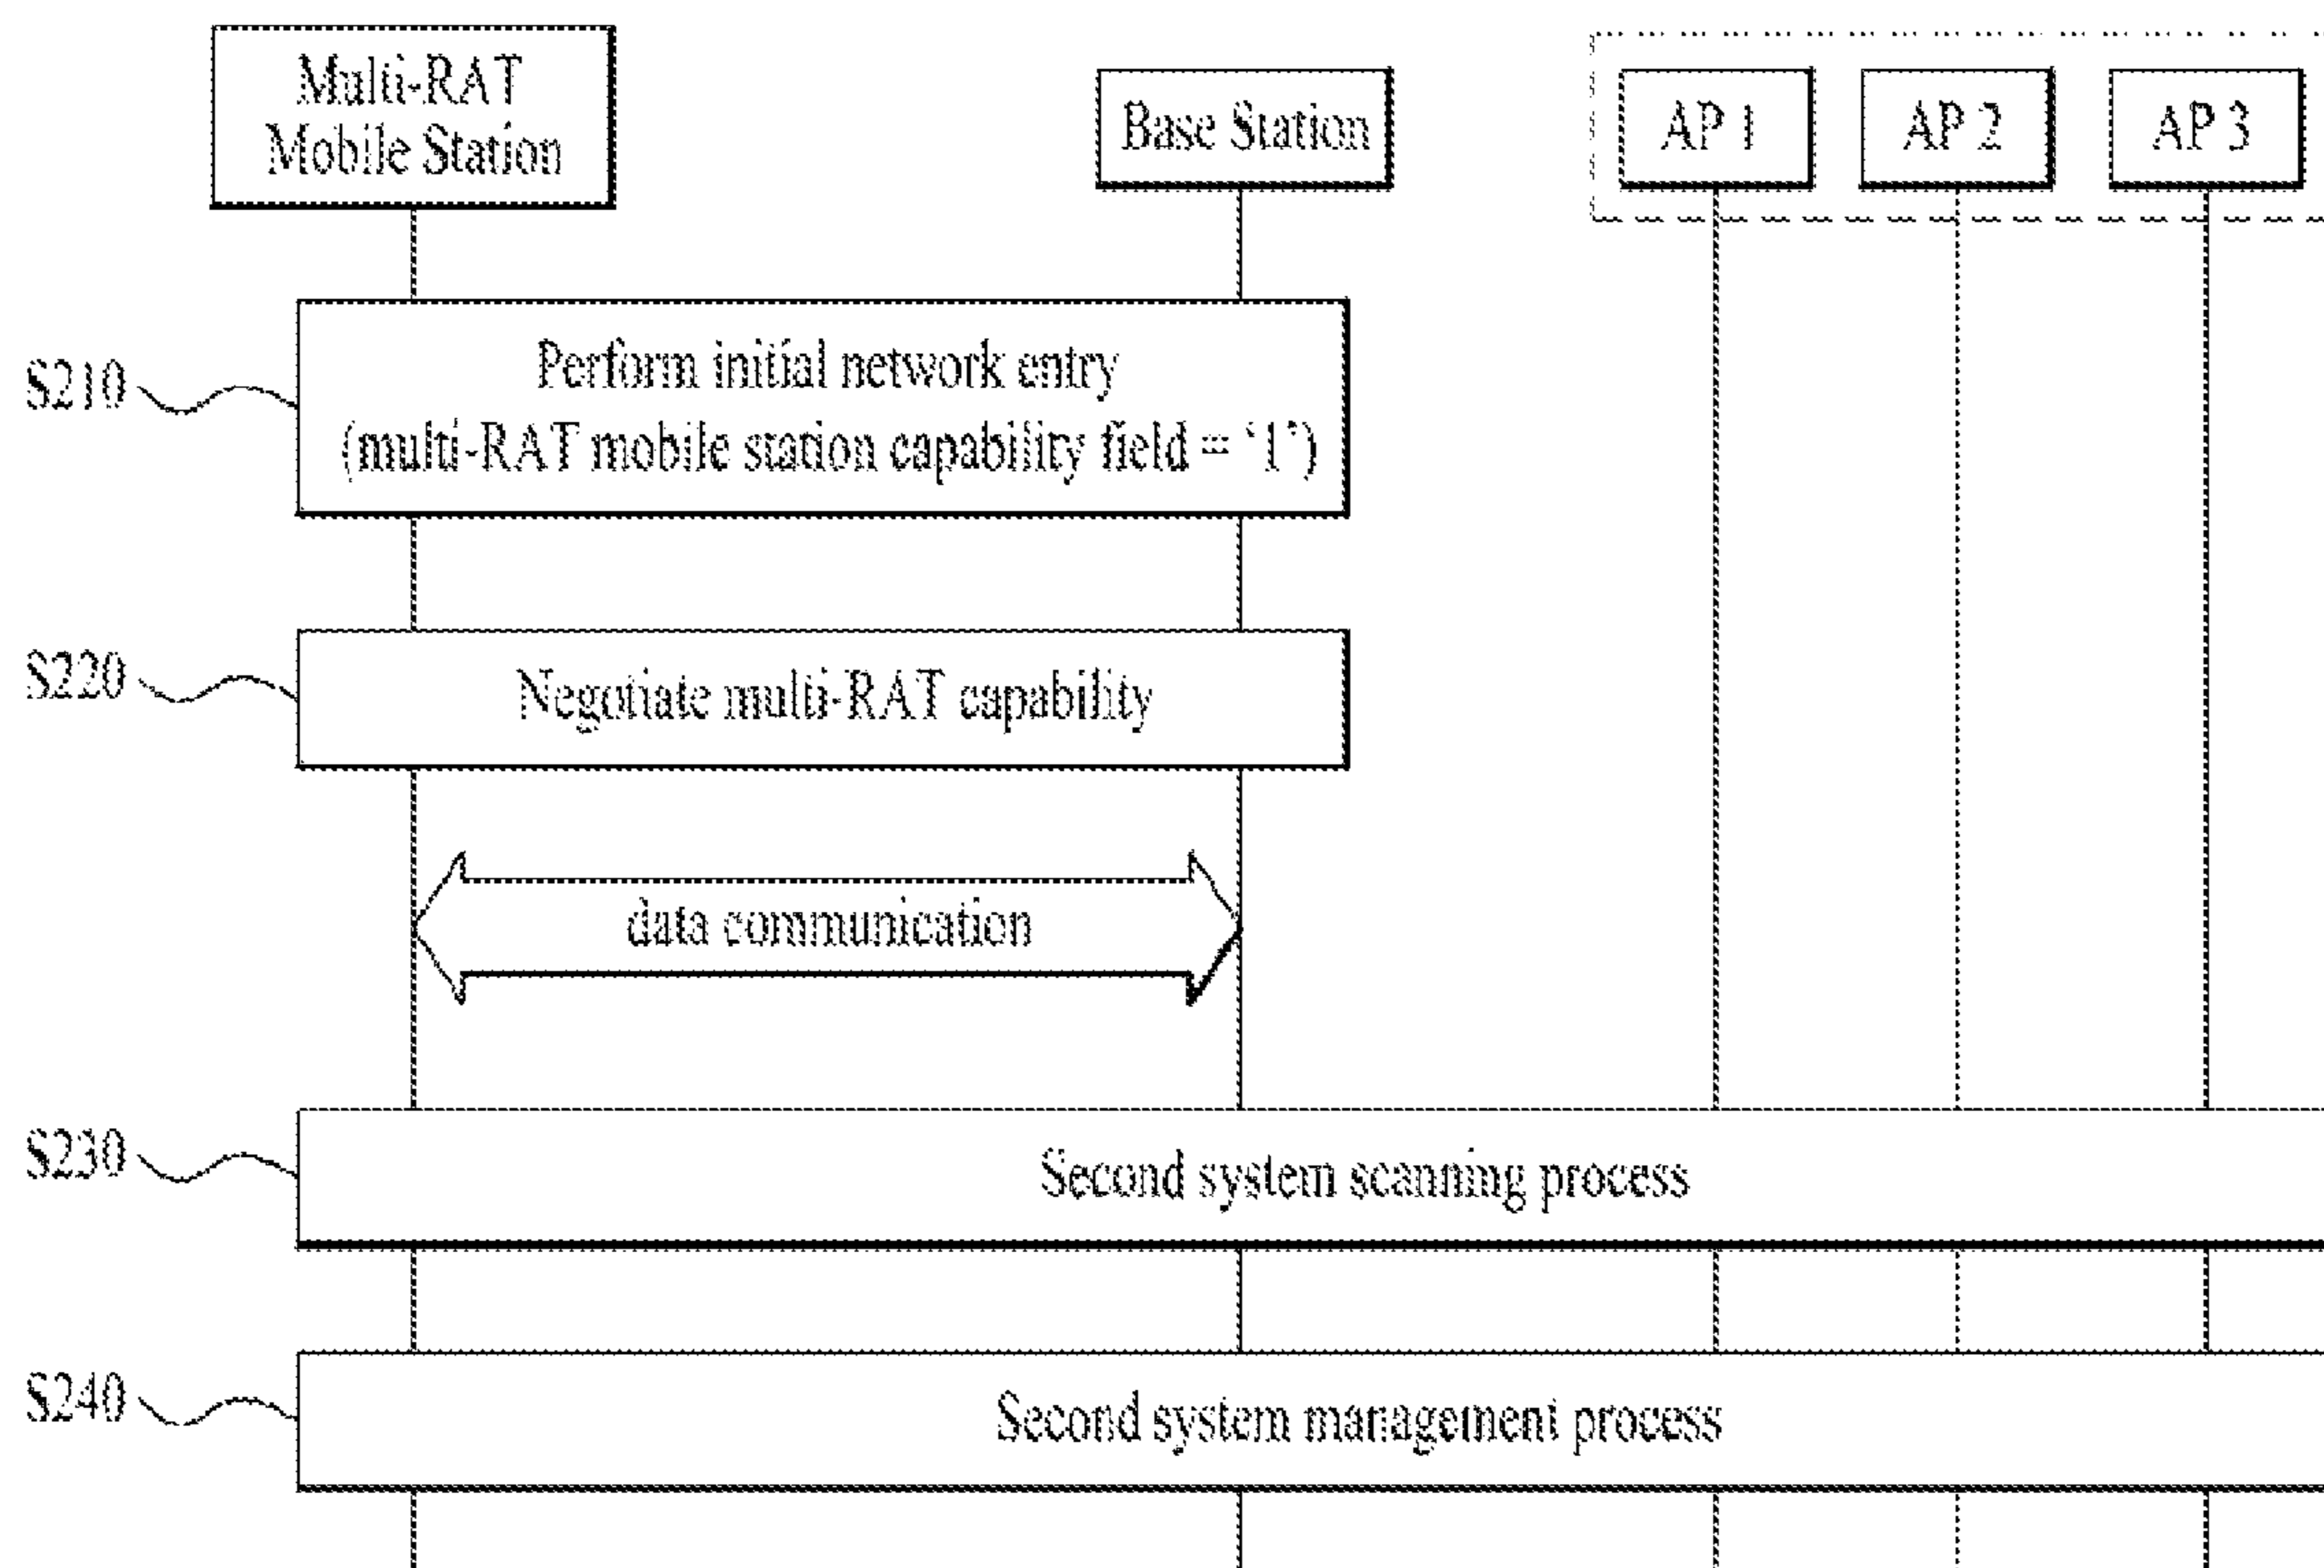 Multi-RAT
Mobile Station
Base Station
AP 1
AP 2
AP 3
S210
Perform initial network entry
(multi-RAT mobile station capability field = ‘1’)
S220
Negotiate multi-RAT capability
data communication
S230
Second system scanning process
S240
Second system management process